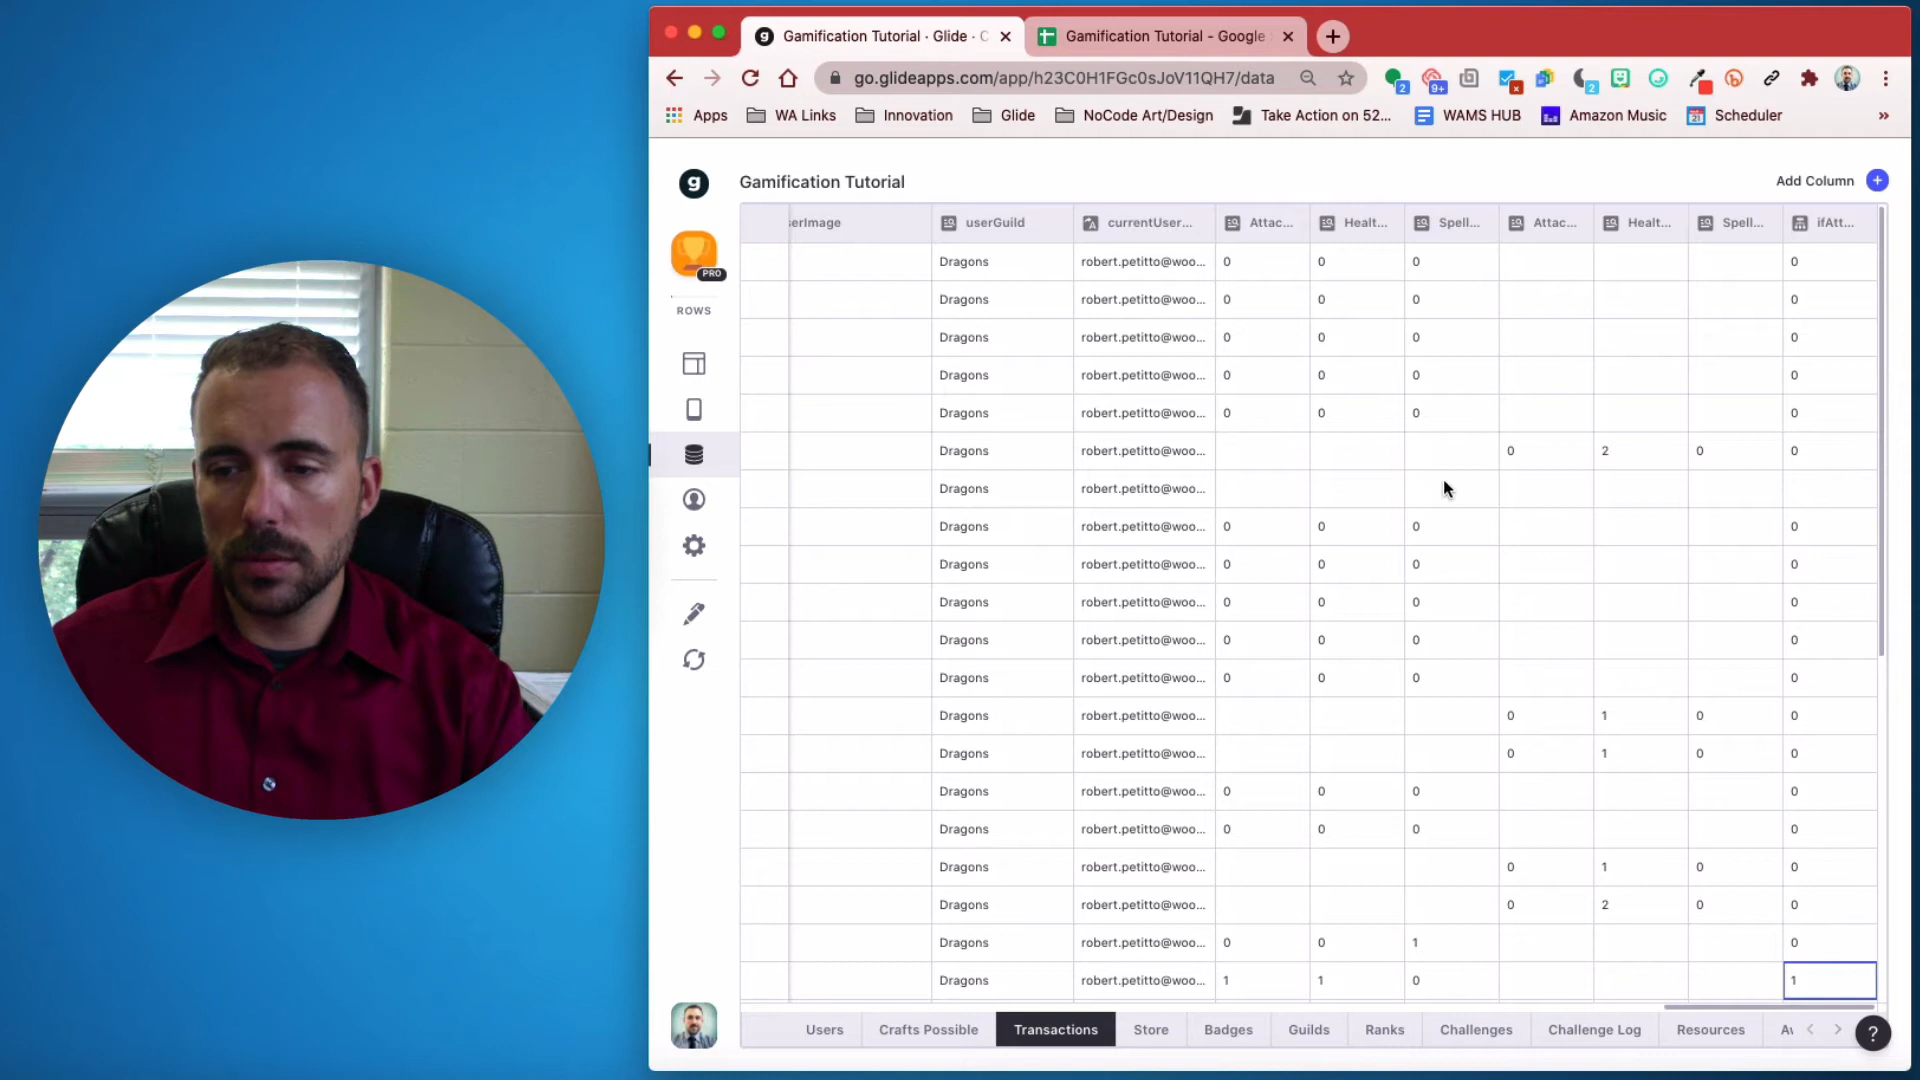 Gamification Tutorial · Glide · C
Gamification Tutorial - Google
go.glideapps.com/app/h23C0H1FGc0sJoV11QH7/data
2
9+
2
Apps
WA Links
Innovation
Glide
NoCode Art/Design
Take Action on 52...
WAMS HUB
21
Amazon Music
Scheduler
»
g
Gamification Tutorial
Add Column
PRO
ROWS
serImage userGuild currentUser... Attac... Healt... Spell... Attac... Healt... Spell... ifAtt...
Dragons robert.petitto@woo... 0 0 0 0
Dragons robert.petitto@woo... 0 0 0 0
Dragons robert.petitto@woo... 0 0 0 0
Dragons robert.petitto@woo... 0 0 0 0
Dragons robert.petitto@woo... 0 0 0 0
Dragons robert.petitto@woo... 0 2 0 0
Dragons robert.petitto@woo...
Dragons robert.petitto@woo... 0 0 0 0
Dragons robert.petitto@woo... 0 0 0 0
Dragons robert.petitto@woo... 0 0 0 0
Dragons robert.petitto@woo... 0 0 0 0
Dragons robert.petitto@woo... 0 0 0 0
Dragons robert.petitto@woo... 0 1 0 0
Dragons robert.petitto@woo... 0 1 0 0
Dragons robert.petitto@woo... 0 0 0 0
Dragons robert.petitto@woo... 0 0 0 0
Dragons robert.petitto@woo... 0 1 0 0
Dragons robert.petitto@woo... 0 2 0 0
Dragons robert.petitto@woo... 0 0 1 0
Dragons robert.petitto@woo... 1 1 0 1
Users Crafts Possible Transactions Store Badges Guilds Ranks Challenges Challenge Log Resources Av
?